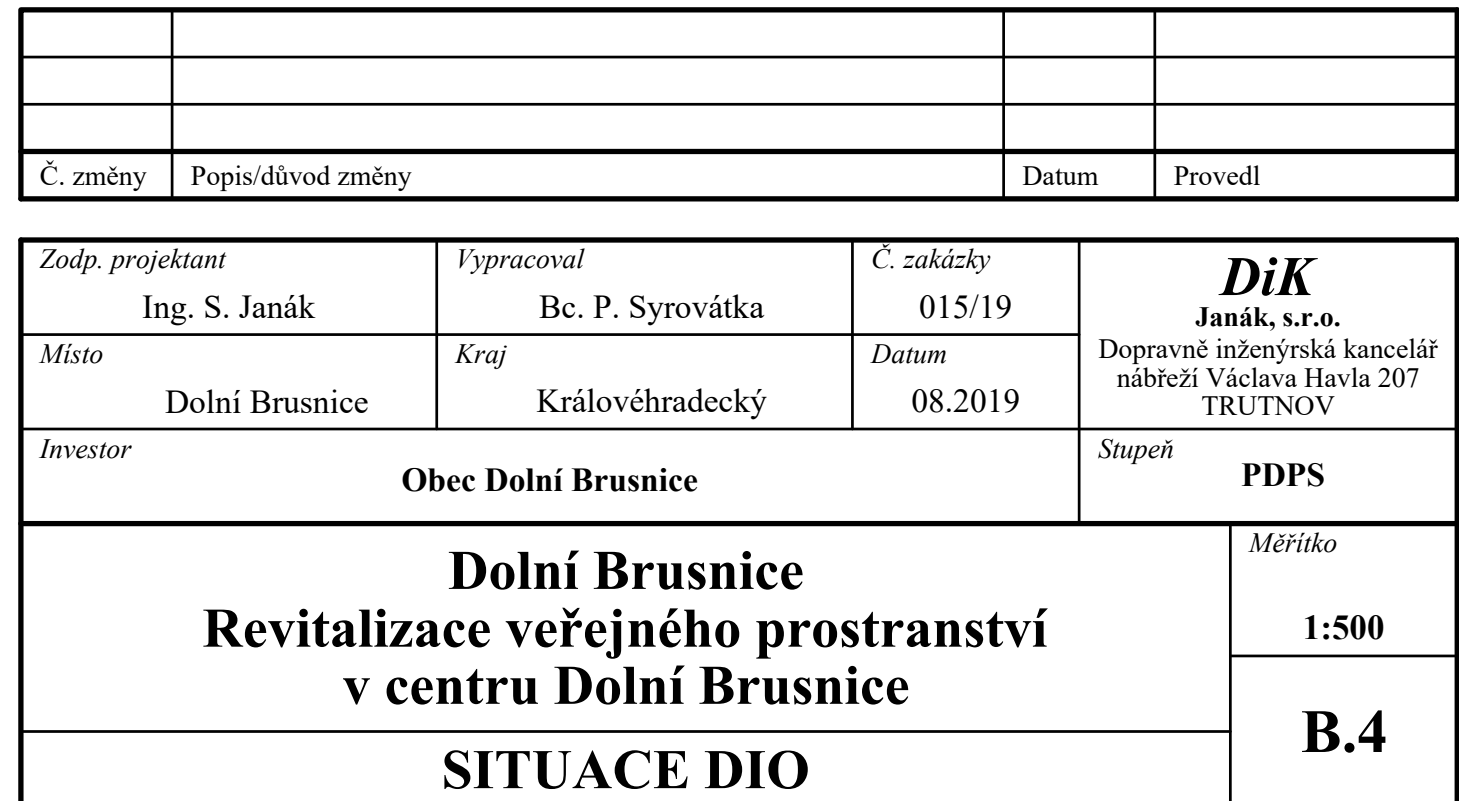 Č. změny Popis/důvod změny Datum Provedl
Zodp. projektant Vypracoval Č. zakázky
Ing. S. Janák Bc. P. Syrovátka 015/19
DiK
Janák, s.r.o.
Dopravně inženýrská kancelář
nábřeží Václava Havla 207
TRUTNOV
Místo Kraj Datum
Dolní Brusnice Královéhradecký 08.2019
Investor
Obec Dolní Brusnice
Stupeň
PDPS
Dolní Brusnice
Revitalizace veřejného prostranství
v centru Dolní Brusnice
Měřítko
1:500
SITUACE DIO
B.4